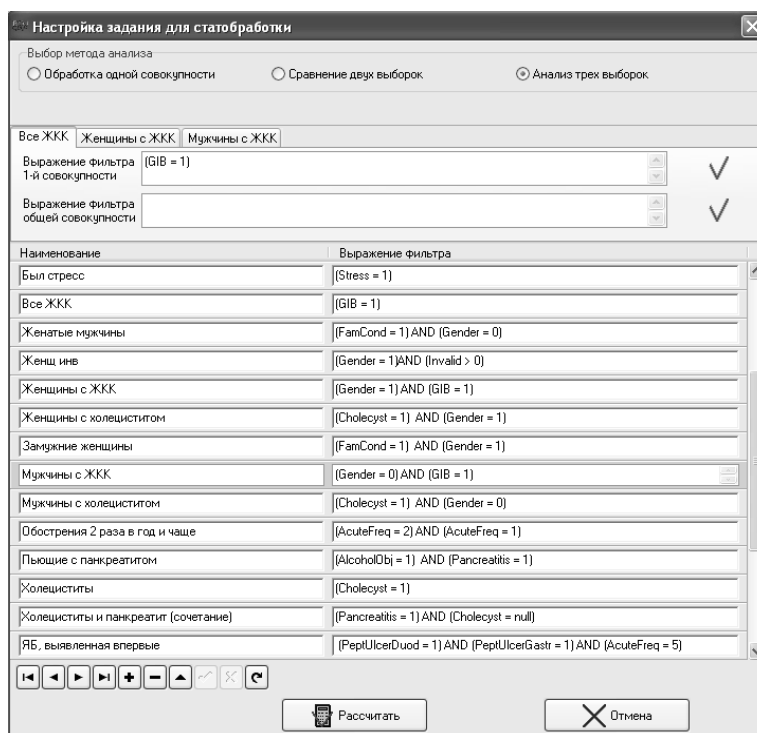 Настройка задания для статобработки
Выбор метода анализа
Обработка одной совокупности Сравнение двух выборок Анализ трех выборок
Все ЖКК Женщины с ЖКК Мужчины с ЖКК
Выражение фильтра 1-й совокупности (GIB = 1)
Выражение фильтра общей совокупности
Наименование Выражение фильтра
Был стресс (Stress = 1)
Все ЖКК (GIB = 1)
Женатые мужчины (FamCond = 1) AND (Gender = 0)
Женщ инв (Gender = 1)AND (Invalid > 0)
Женщины с ЖКК (Gender = 1) AND (GIB = 1)
Женщины с холециститом (Cholecyst = 1) AND (Gender = 1)
Замужние женщины (FamCond = 1) AND (Gender = 1)
Мужчины с ЖКК (Gender = 0) AND (GIB = 1)
Мужчины с холециститом (Cholecyst = 1) AND (Gender = 0)
Обострения 2 раза в год и чаще (AcuteFreq = 2) AND (AcuteFreq = 1)
Пьющие с панкреатитом (AlcoholObj = 1) AND (Pancreatitis = 1)
Холециститы (Cholecyst = 1)
Холециститы и панкреатит (сочетание) (Pancreatitis = 1) AND (Cholecyst = null)
ЯБ, выявленная впервые (PeptUlcerDuod = 1) AND (PeptUlcerGastr = 1) AND (AcuteFreq = 5)
Рассчитать Отмена